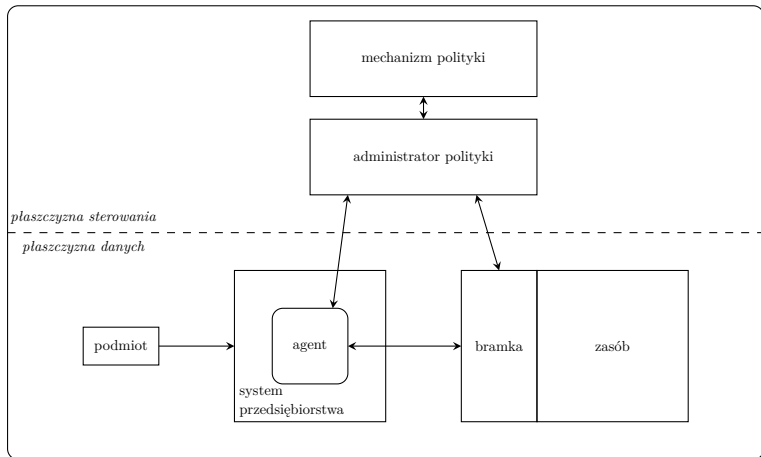 mechanizm polityki
administrator polityki
płaszczyzna sterowania
płaszczyzna danych
podmiot
agent
system
przedsiębiorstwa
bramka
zasób